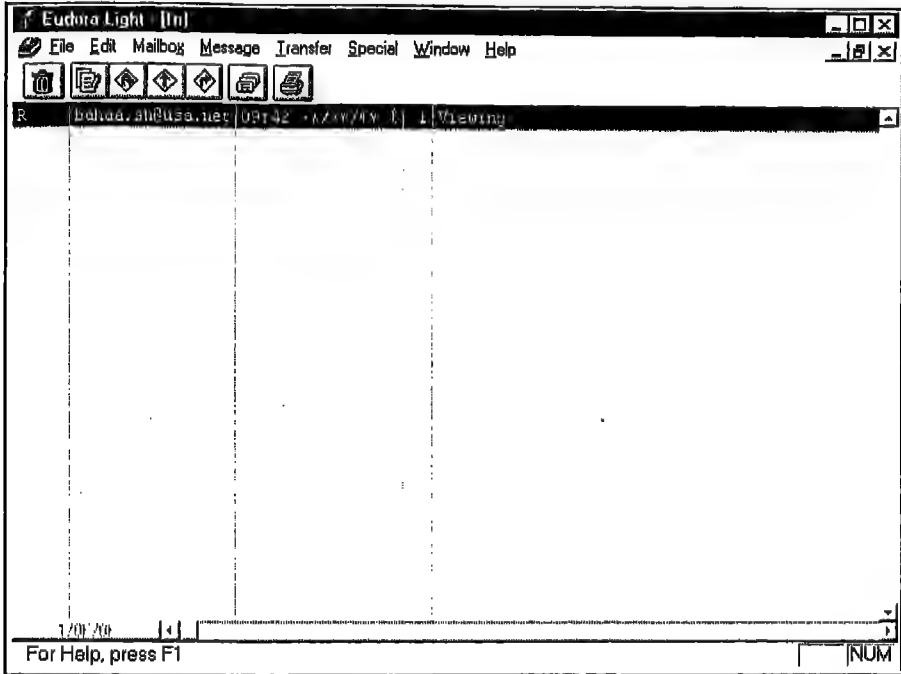 Eudora Light - [In]
File Edit Mailbox Message Transfer Special Window Help
R bahaa.sh@usa.net 09:42 1 Viewing
For Help, press F1 NUM